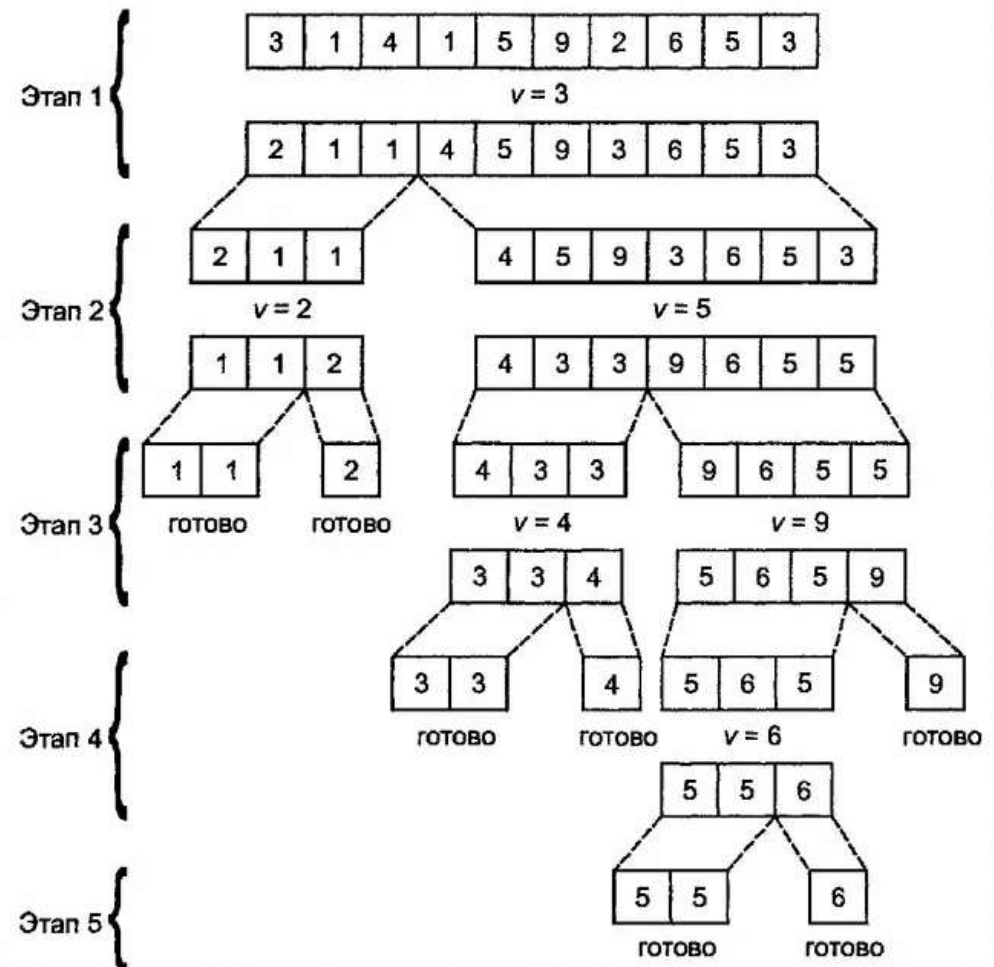 3 1 4 1 5 9 2 6 5 3
Этап 1
v = 3
2 1 1 4 5 9 3 6 5 3
2 1 1 4 5 9 3 6 5 3
Этап 2
v = 2 v = 5
1 1 2 4 3 3 9 6 5 5
1 1 2 4 3 3 9 6 5 5
Этап 3
готово готово v = 4 v = 9
3 3 4 5 6 5 9
3 3 4 5 6 5 9
Этап 4
готово готово v = 6 готово
5 5 6
Этап 5
5 5 6
готово готово